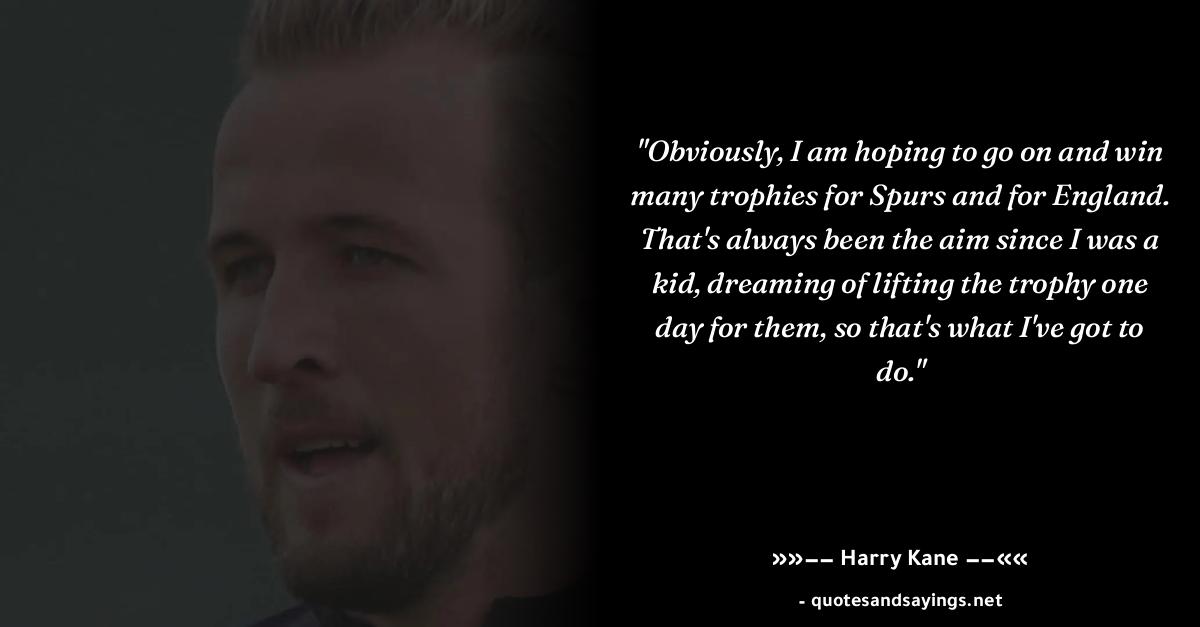 "Obviously, I am hoping to go on and win
many trophies for Spurs and for England.
That's always been the aim since I was a
kid, dreaming of lifting the trophy one
day for them, so that's what I've got to
do."
»»−− Harry Kane −−««
- quotesandsayings.net